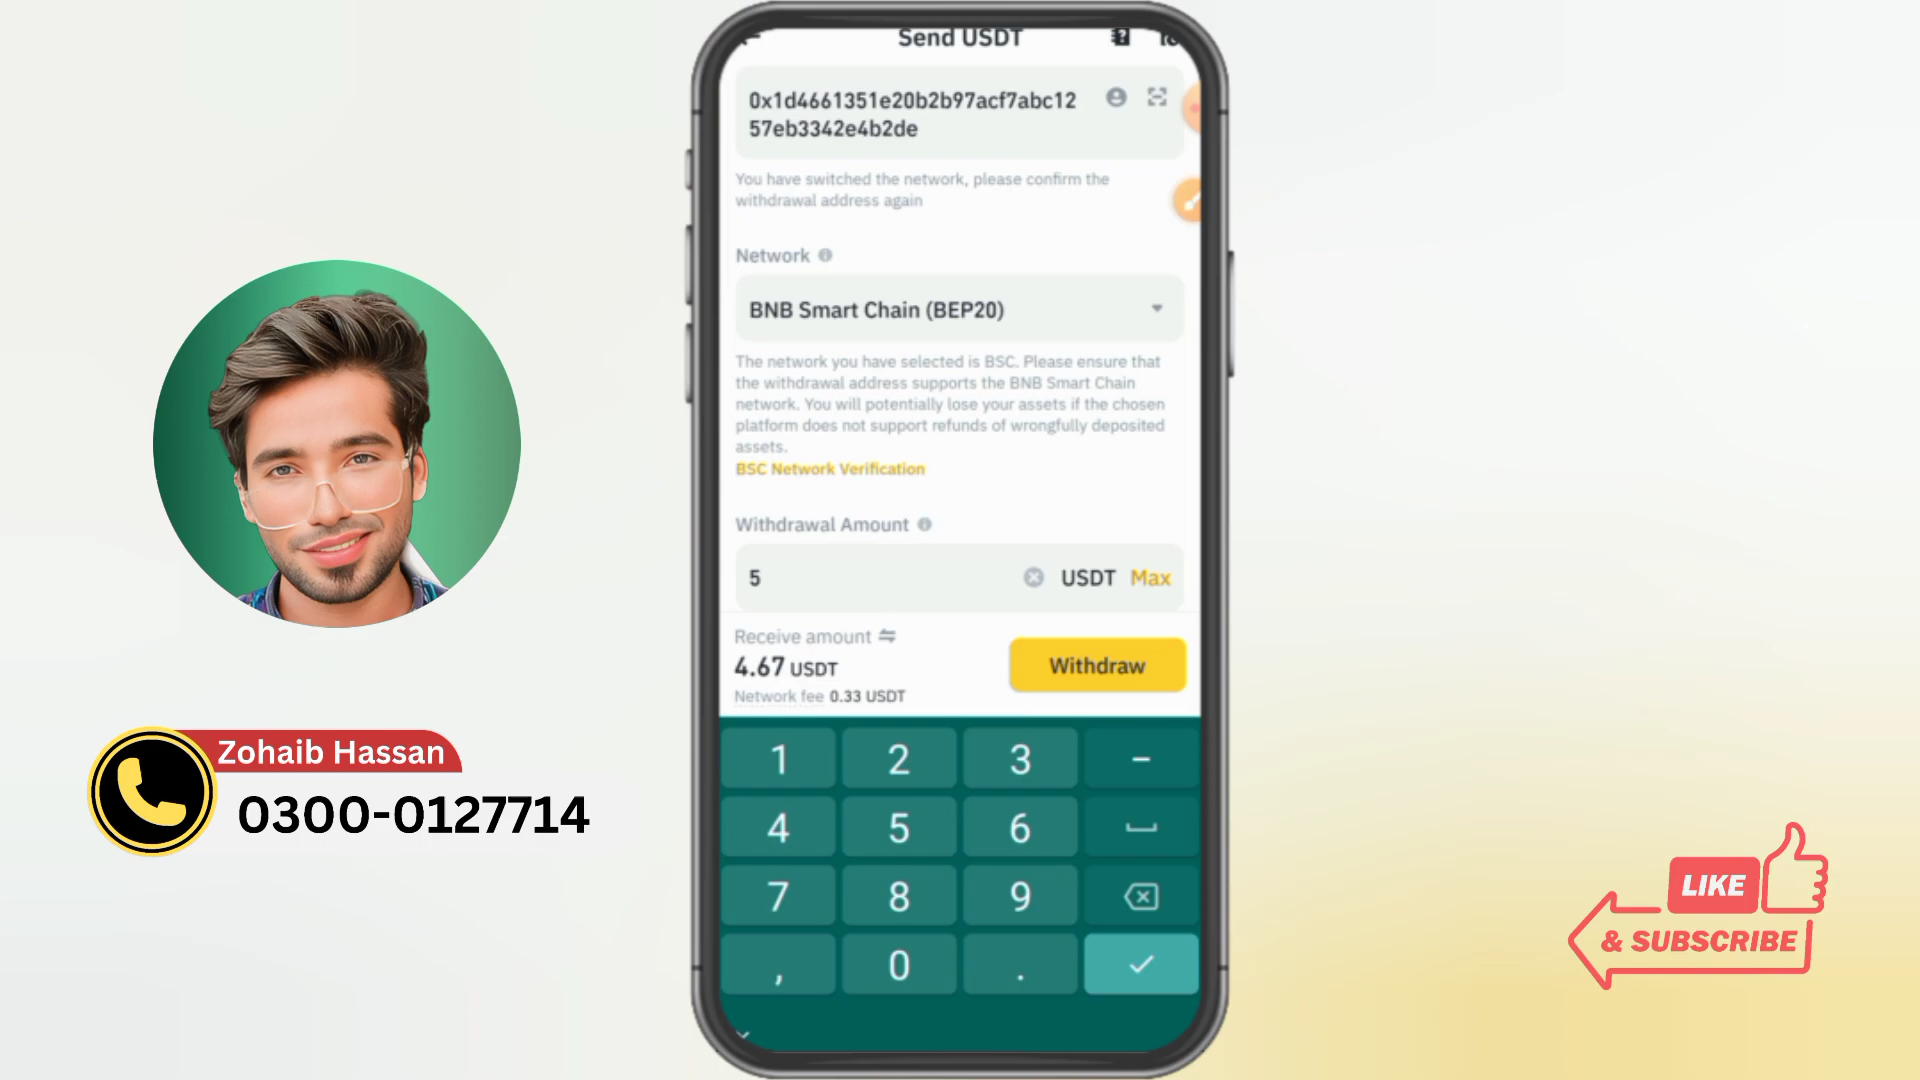 Send USDT
0x1d4661351e20b2b97acf7abc12
57eb3342e4b2de
You have switched the network, please confirm the
withdrawal address again
Network
BNB Smart Chain (BEP20)
The network you have selected is BSC. Please ensure that
the withdrawal address supports the BNB Smart Chain
network. You will potentially lose your assets if the chosen
platform does not support refunds of wrongfully deposited
assets.
BSC Network Verification
Withdrawal Amount
5 USDT Max
Receive amount
4.67 USDT
Withdraw
Network fee 0.33 USDT
1 2 3 -
4 5 6
7 8 9
, 0 .
Zohaib Hassan
0300-0127714
LIKE
& SUBSCRIBE